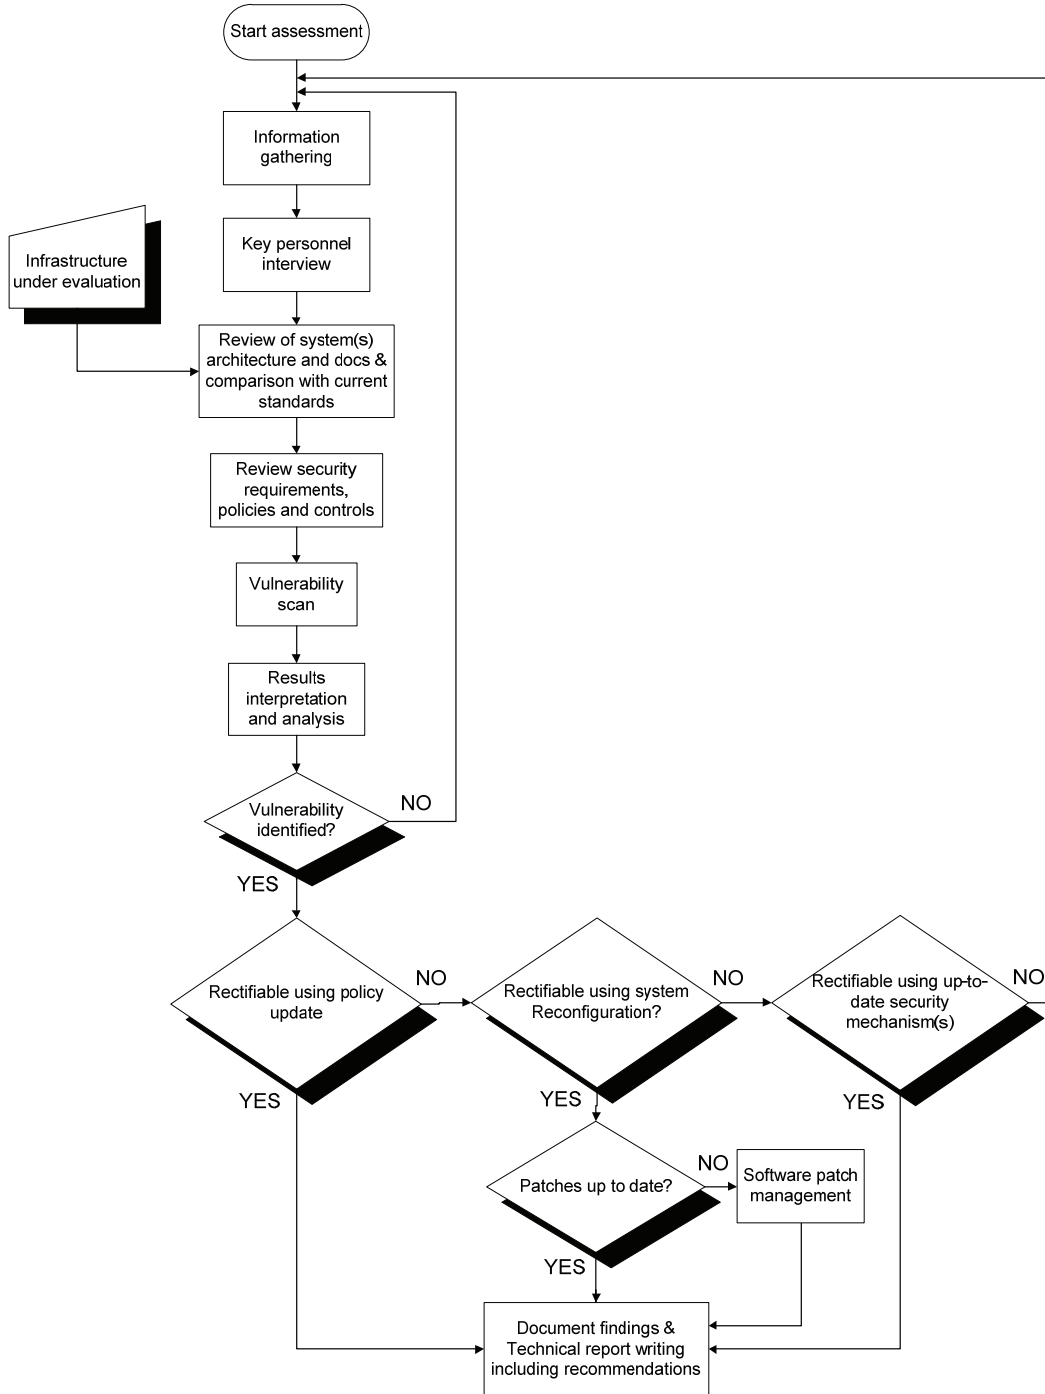 Start assessment
Information
gathering
Key personnel
interview
Infrastructure
under evaluation
Review of system(s)
architecture and docs &
comparison with current
standards
Review security
requirements,
policies and controls
Vulnerability
scan
Results
interpretation
and analysis
Vulnerability
identified?
NO
YES
Rectifiable using policy
update
NO
YES
Rectifiable using system
Reconfiguration?
NO
YES
Rectifiable using up-to-
date security
mechanism(s)
NO
YES
Patches up to date?
NO
YES
Software patch
management
Document findings &
Technical report writing
including recommendations